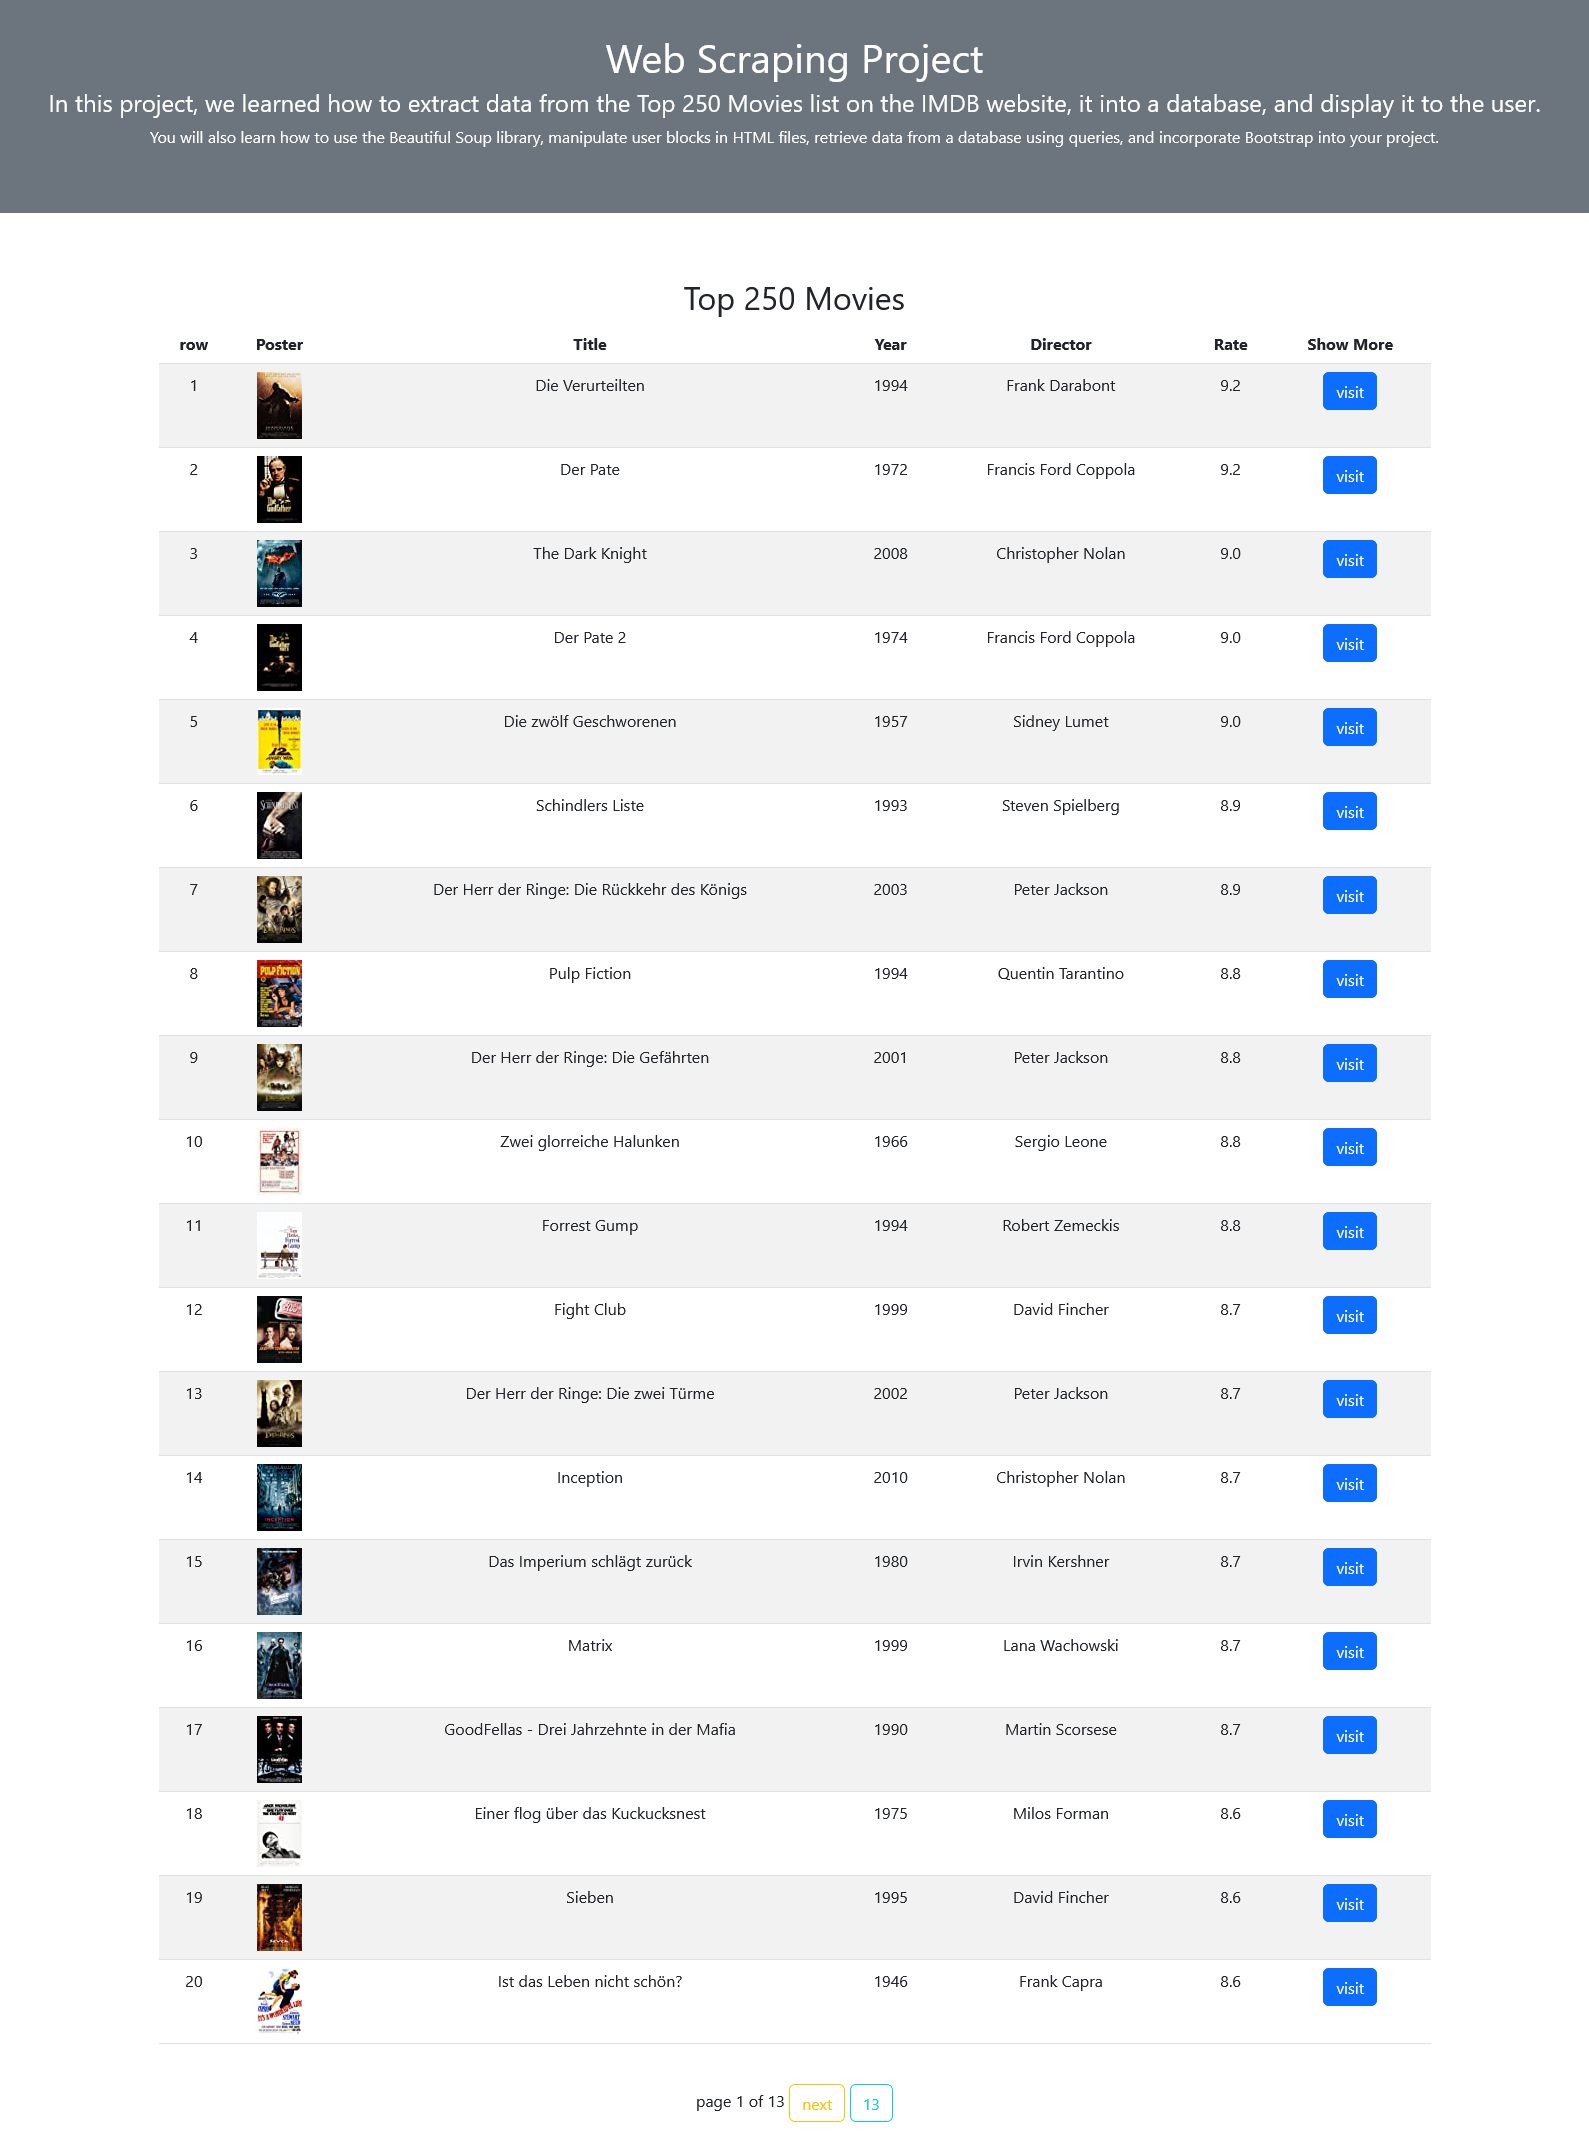 Web Scraping Project
In this project, we learned how to extract data from the Top 250 Movies list on the IMDB website, it into a database, and display it to the user.
You will also learn how to use the Beautiful Soup library, manipulate user blocks in HTML files, retrieve data from a database using queries, and incorporate Bootstrap into your project.
Top 250 Movies
row Poster Title Year Director Rate Show More
1 Die Verurteilten 1994 Frank Darabont 9.2 visit
2 Der Pate 1972 Francis Ford Coppola 9.2 visit
The Godfather
3 The Dark Knight 2008 Christopher Nolan 9.0 visit
4 Der Pate 2 1974 Francis Ford Coppola 9.0 visit
5 Die zwölf Geschworenen 1957 Sidney Lumet 9.0 visit
12
6 Schindlers Liste 1993 Steven Spielberg 8.9 visit
7 Der Herr der Ringe: Die Rückkehr des Königs 2003 Peter Jackson 8.9 visit
8 Pulp Fiction 1994 Quentin Tarantino 8.8 visit
PULP FICTION
9 Der Herr der Ringe: Die Gefährten 2001 Peter Jackson 8.8 visit
10 Zwei glorreiche Halunken 1966 Sergio Leone 8.8 visit
11 Forrest Gump 1994 Robert Zemeckis 8.8 visit
12 Fight Club 1999 David Fincher 8.7 visit
13 Der Herr der Ringe: Die zwei Türme 2002 Peter Jackson 8.7 visit
14 Inception 2010 Christopher Nolan 8.7 visit
INCEPTION
15 Das Imperium schlägt zurück 1980 Irvin Kershner 8.7 visit
16 Matrix 1999 Lana Wachowski 8.7 visit
17 GoodFellas - Drei Jahrzehnte in der Mafia 1990 Martin Scorsese 8.7 visit
18 Einer flog über das Kuckucksnest 1975 Milos Forman 8.6 visit
19 Sieben 1995 David Fincher 8.6 visit
20 Ist das Leben nicht schön? 1946 Frank Capra 8.6 visit
page 1 of 13 next 13